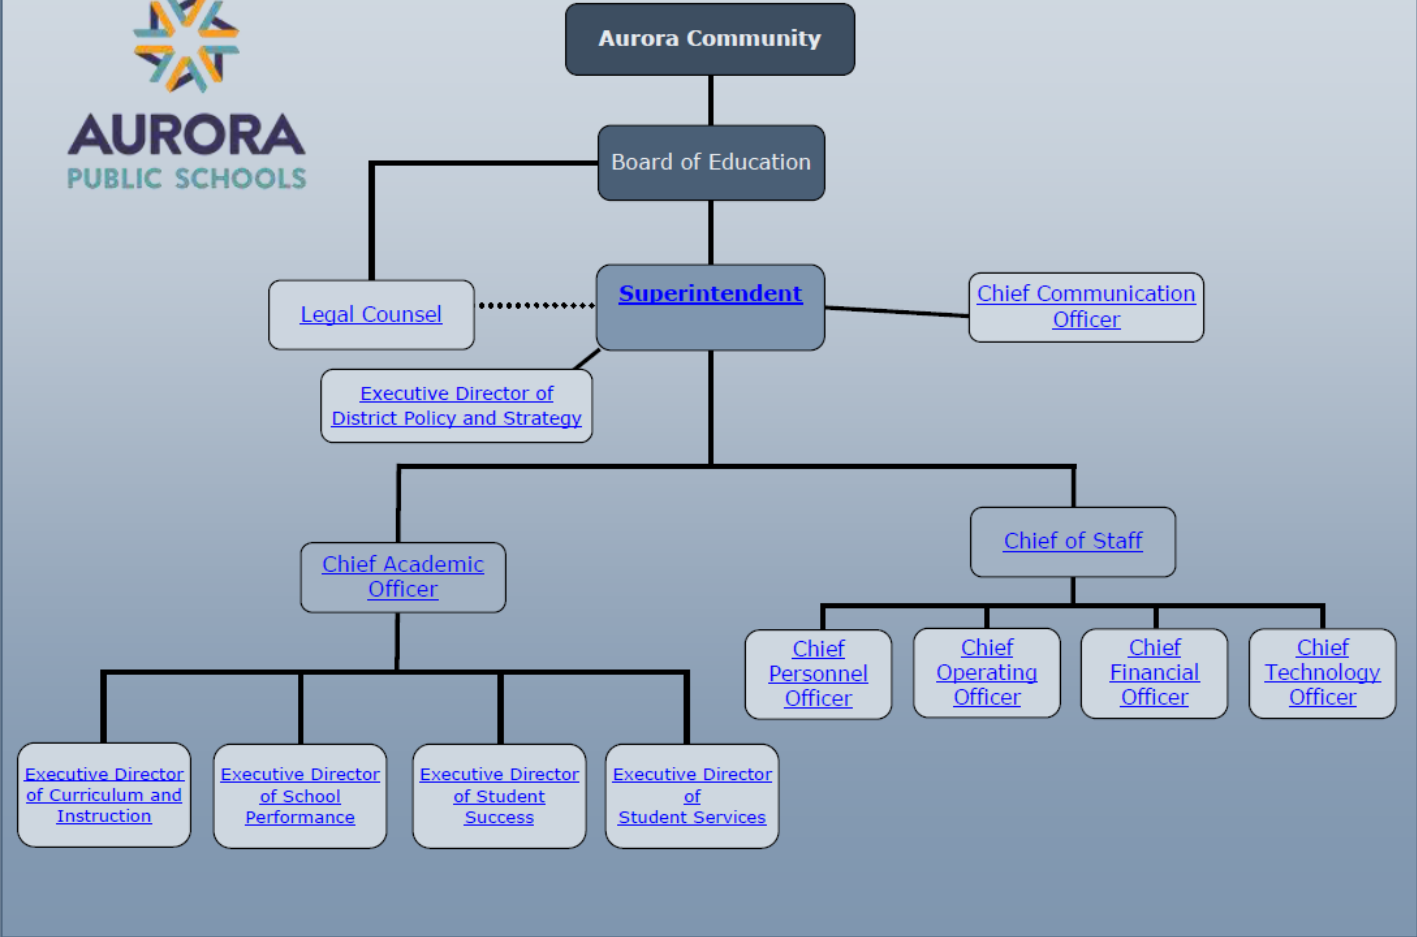 Aurora Community
AURORA
PUBLIC SCHOOLS
Board of Education
Legal Counsel
Superintendent
Chief Communication
Officer
Executive Director of
District Policy and Strategy
Chief Academic
Officer
Chief of Staff
Chief
Personnel
Officer
Chief
Operating
Officer
Chief
Financial
Officer
Chief
Technology
Officer
Executive Director
of Curriculum and
Instruction
Executive Director
of School
Performance
Executive Director
of Student
Success
Executive Director
of
Student Services